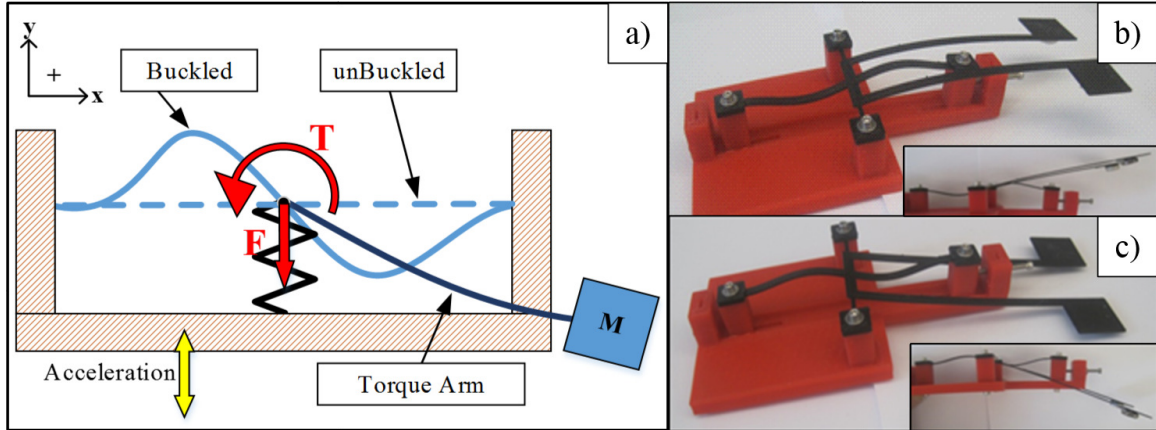 a)
y
+
x
Buckled
unBuckled
T
F
M
Acceleration
Torque Arm
b)
c)